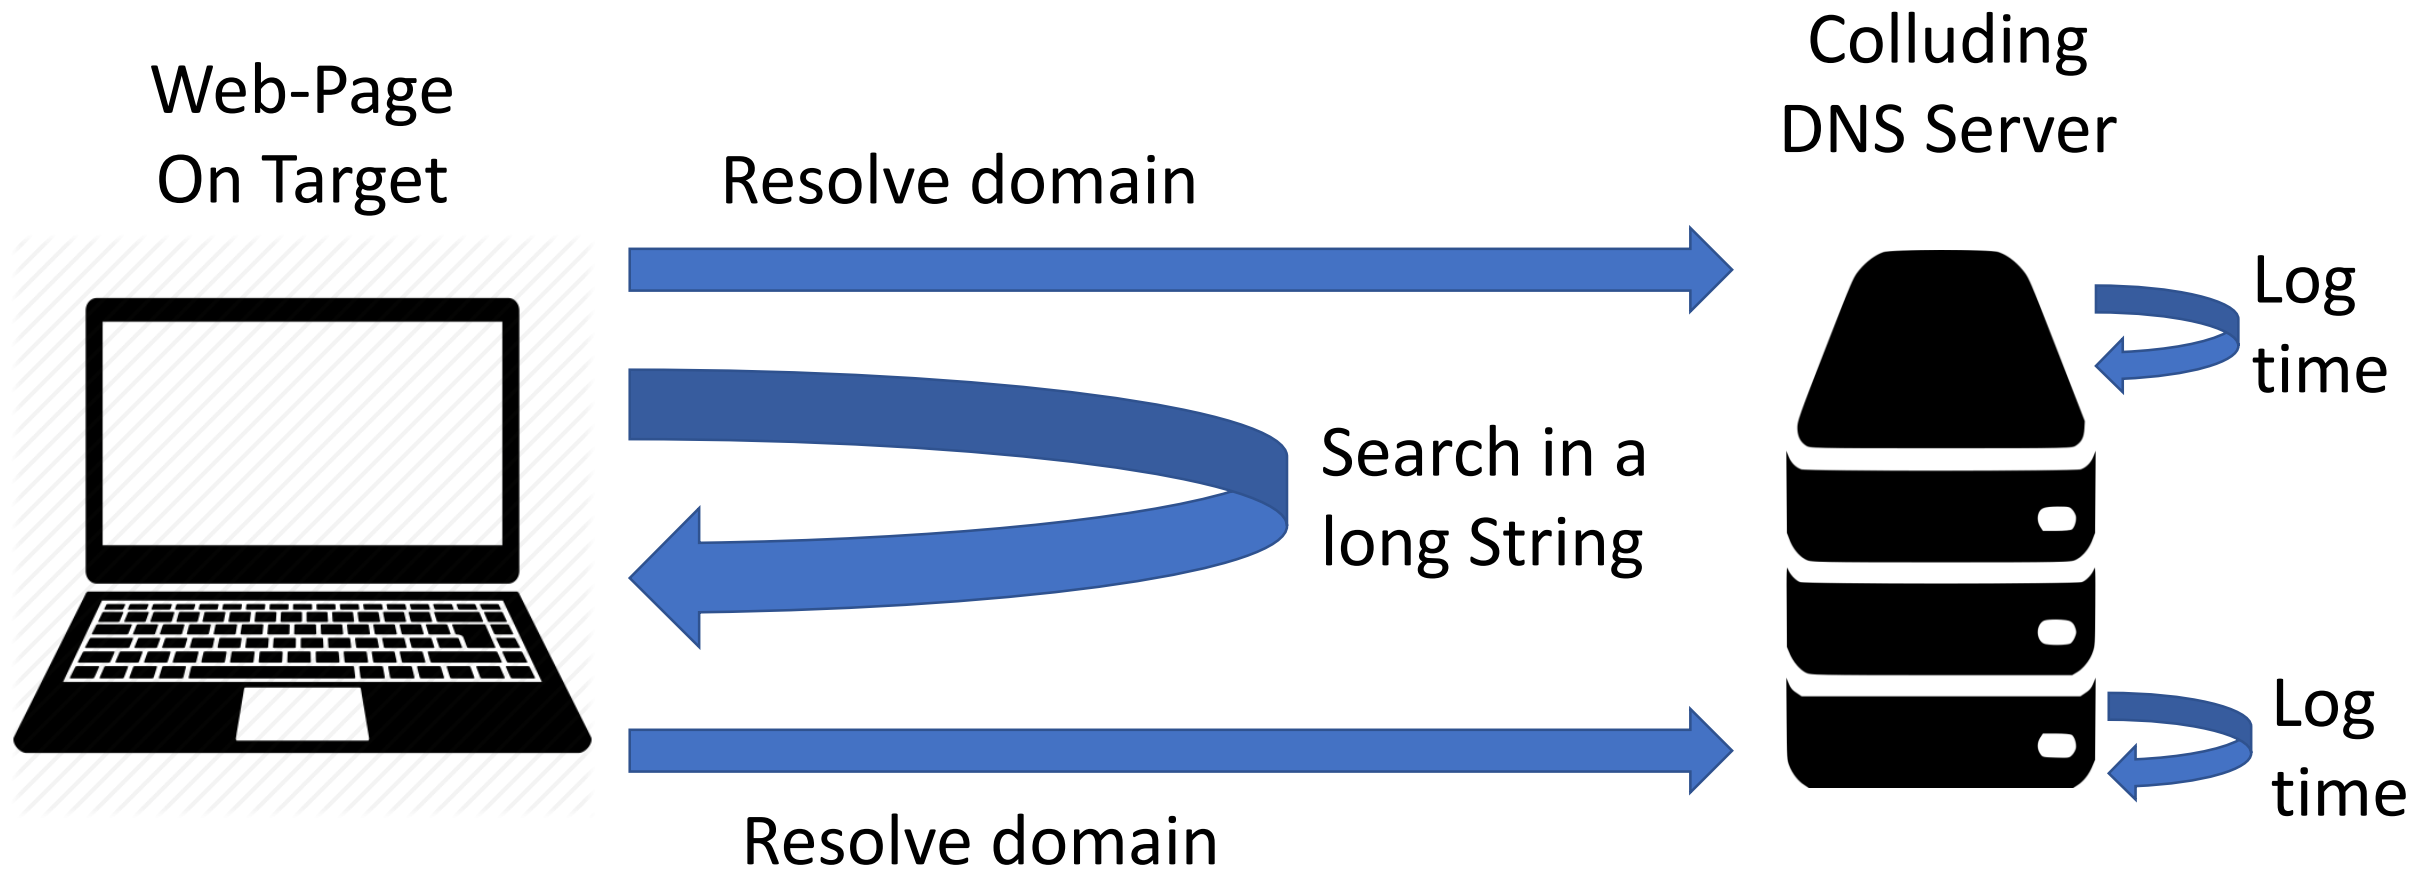 Web-Page
On Target
Resolve domain
Colluding
DNS Server
Log
time
Search in a
long String
Resolve domain
Log
time